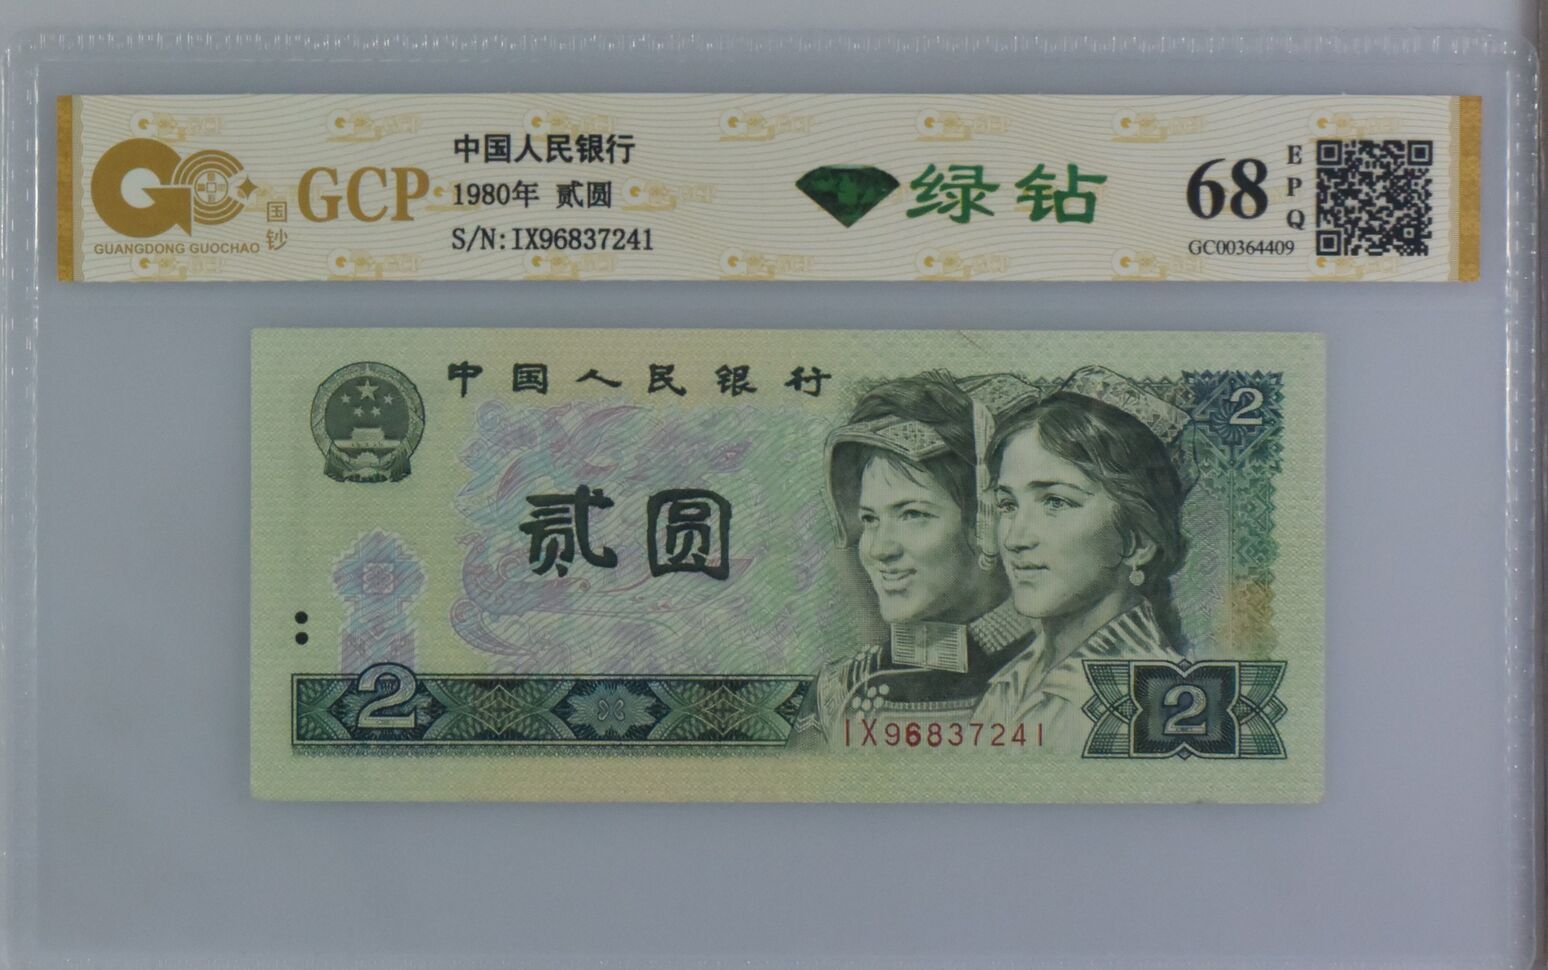 GUANGDONG GUOCHAO
国钞
GCP
中国人民银行
1980年 贰圆
S/N:IX96837241
绿钻
68
EPQ
GC00364409
中国人民银行
2
贰圆
2
IX96837241
2